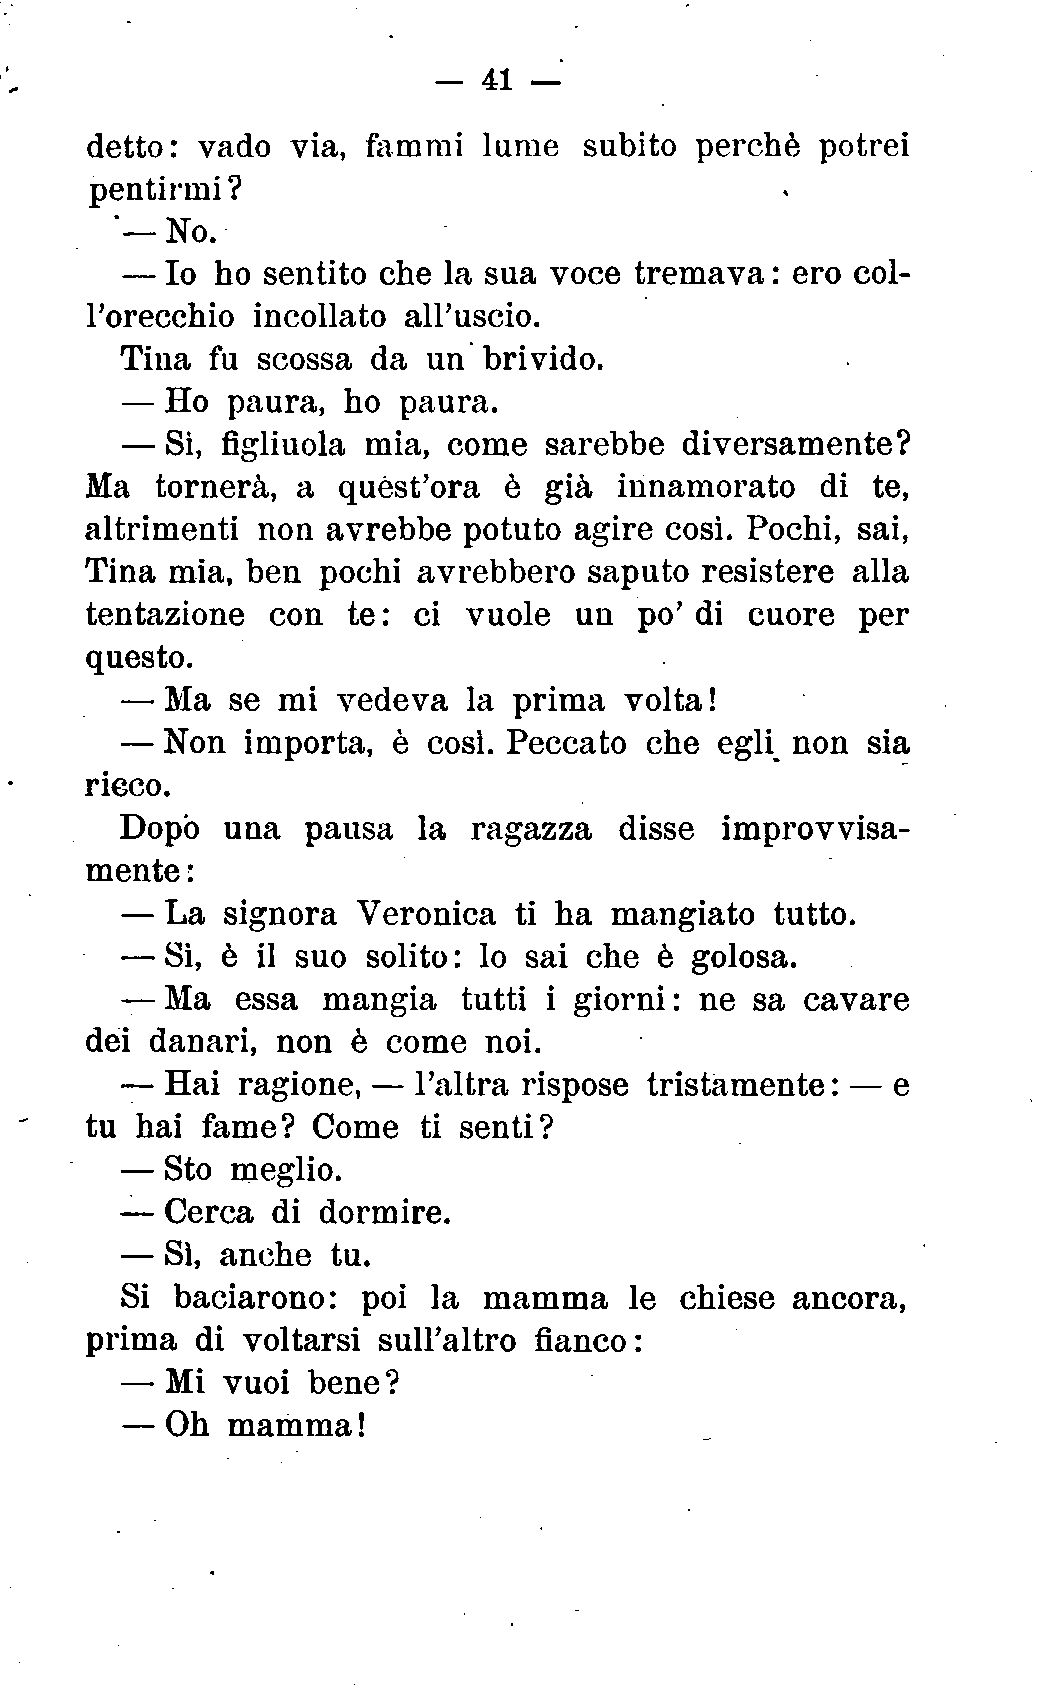 — 41 —
detto: vado via, fammi lume subito perchè potrei
pentirmi?
— No.
— Io ho sentito che la sua voce tremava: ero col-
l'orecchio incollato all'uscio.
Tina fu scossa da un brivido.
— Ho paura, ho paura.
— Sì, figliuola mia, come sarebbe diversamente?
Ma tornerà, a quest'ora è già innamorato di te,
altrimenti non avrebbe potuto agire così. Pochi, sai,
Tina mia, ben pochi avrebbero saputo resistere alla
tentazione con te: ci vuole un po' di cuore per
questo.
— Ma se mi vedeva la prima volta!
— Non importa, è così. Peccato che egli non sia
ricco.
Dopo una pausa la ragazza disse improvvisa-
mente:
— La signora Veronica ti ha mangiato tutto.
— Sì, è il suo solito: lo sai che è golosa.
— Ma essa mangia tutti i giorni: ne sa cavare
dei danari, non è come noi.
— Hai ragione, — l'altra rispose tristamente: — e
tu hai fame? Come ti senti?
— Sto meglio.
— Cerca di dormire.
— Sì, anche tu.
Si baciarono: poi la mamma le chiese ancora,
prima di voltarsi sull'altro fianco:
— Mi vuoi bene?
— Oh mamma!